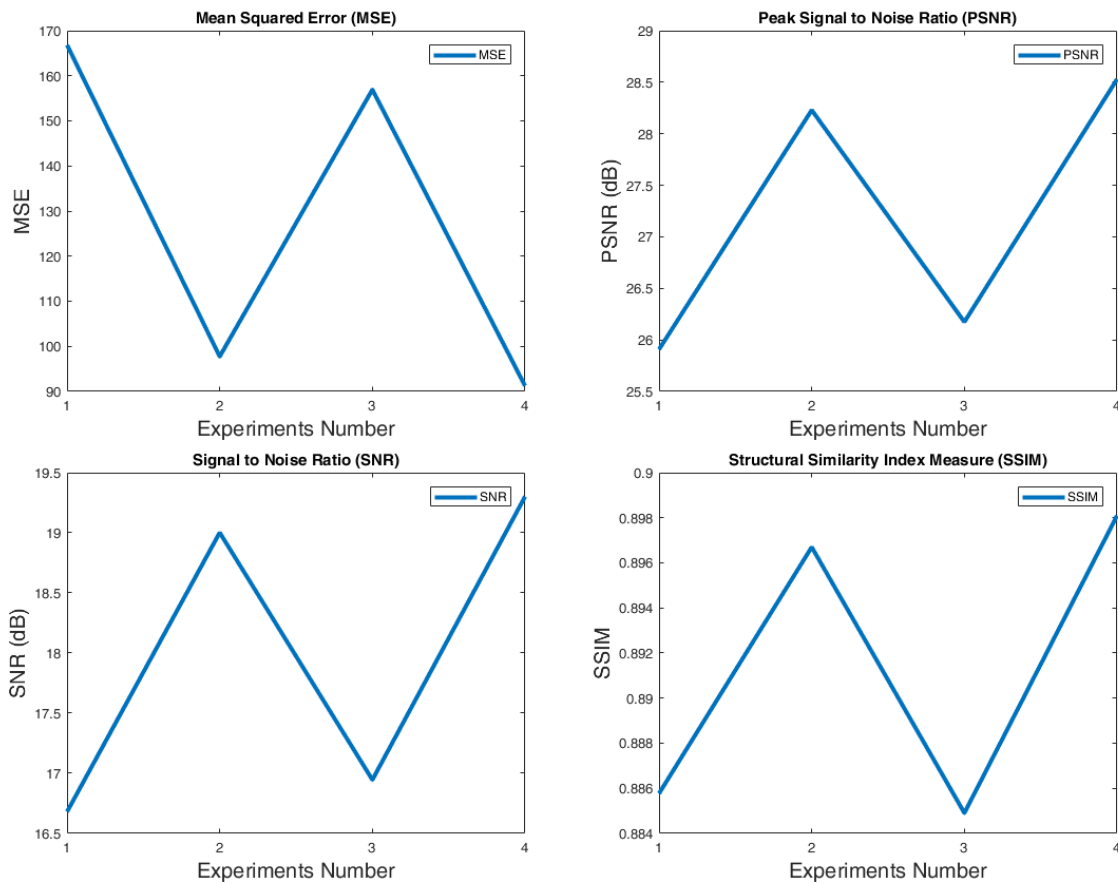 Mean Squared Error (MSE)
MSE
170
160
150
140
130
120
110
100
90
MSE
1 2 3 4
Experiments Number
Peak Signal to Noise Ratio (PSNR)
PSNR
29
28.5
28
27.5
27
26.5
26
25.5
PSNR (dB)
1 2 3 4
Experiments Number
Signal to Noise Ratio (SNR)
SNR
19.5
19
18.5
18
17.5
17
16.5
SNR (dB)
1 2 3 4
Experiments Number
Structural Similarity Index Measure (SSIM)
SSIM
0.9
0.898
0.896
0.894
0.892
0.89
0.888
0.886
0.884
SSIM
1 2 3 4
Experiments Number